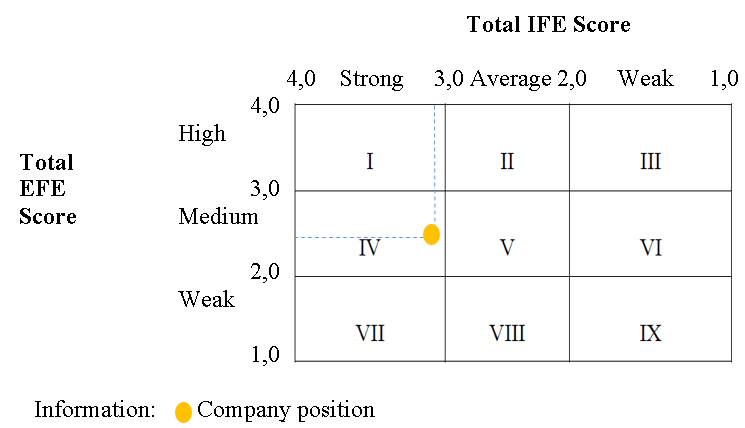 Total IFE Score
4,0 Strong 3,0 Average 2,0 Weak 1,0
4,0
High
I II III
Total
EFE
Score
3,0
Medium
IV V VI
2,0
Weak
VII VIII IX
1,0
Information: Company position